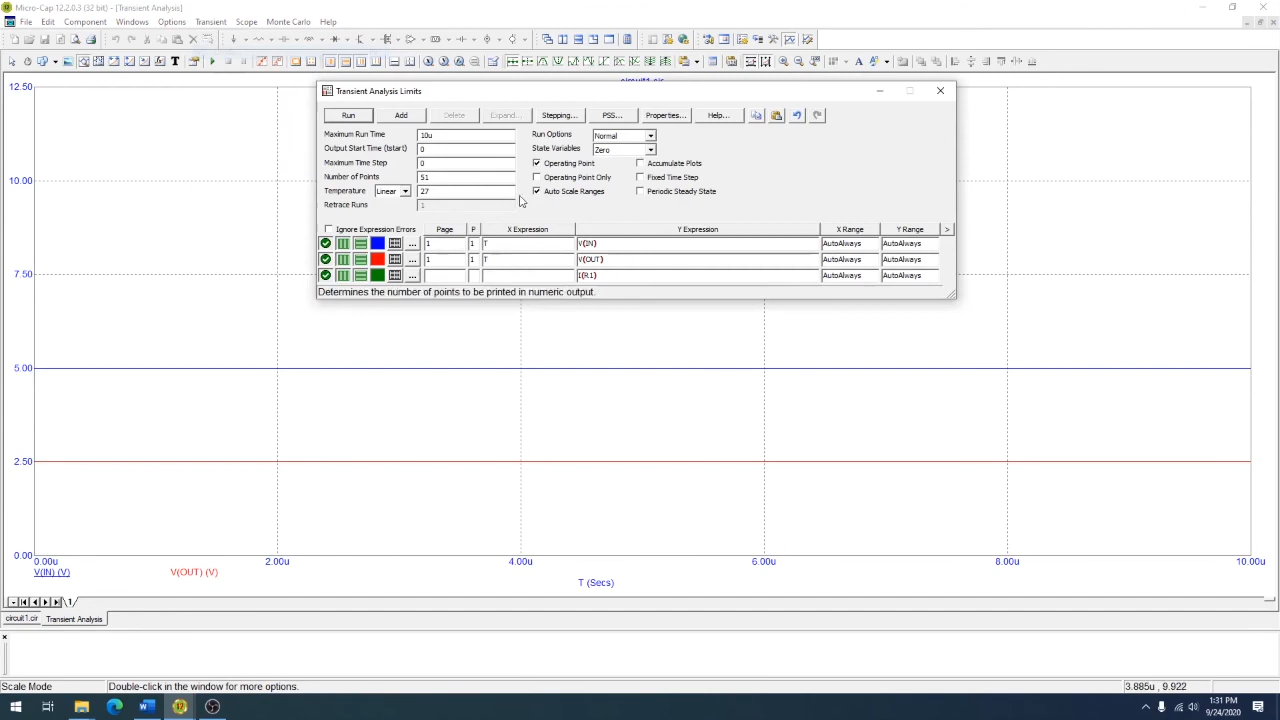 Micro-Cap 12.2.0.3 (32 bit) - [Transient Analysis]
File Edit Component Windows Options Transient Scope Monte Carlo Help
12.50
10.00
7.50
5.00
2.50
0.00
Transient Analysis Limits
Run Add Delete Expand... Stepping... PSS... Properties... Help...
Maximum Run Time 10u Run Options Normal
Output Start Time (tstart) 0 State Variables Zero
Maximum Time Step 0 Operating Point Accumulate Plots
Number of Points 51 Operating Point Only Fixed Time Step
Temperature Linear 27 Auto Scale Ranges Periodic Steady State
Retrace Runs 1
Ignore Expression Errors Page P X Expression Y Expression X Range Y Range >
1 1 T V(IN) AutoAlways AutoAlways
1 1 T V(OUT) AutoAlways AutoAlways
I(R1) AutoAlways AutoAlways
Determines the number of points to be printed in numeric output.
0.00u 2.00u 4.00u 6.00u 8.00u 10.00u
V(IN) (V) V(OUT) (V)
T (Secs)
1
circuit1.cir Transient Analysis
Scale Mode Double-click in the window for more options. 3.885u , 9.922
1:31 PM
9/24/2020